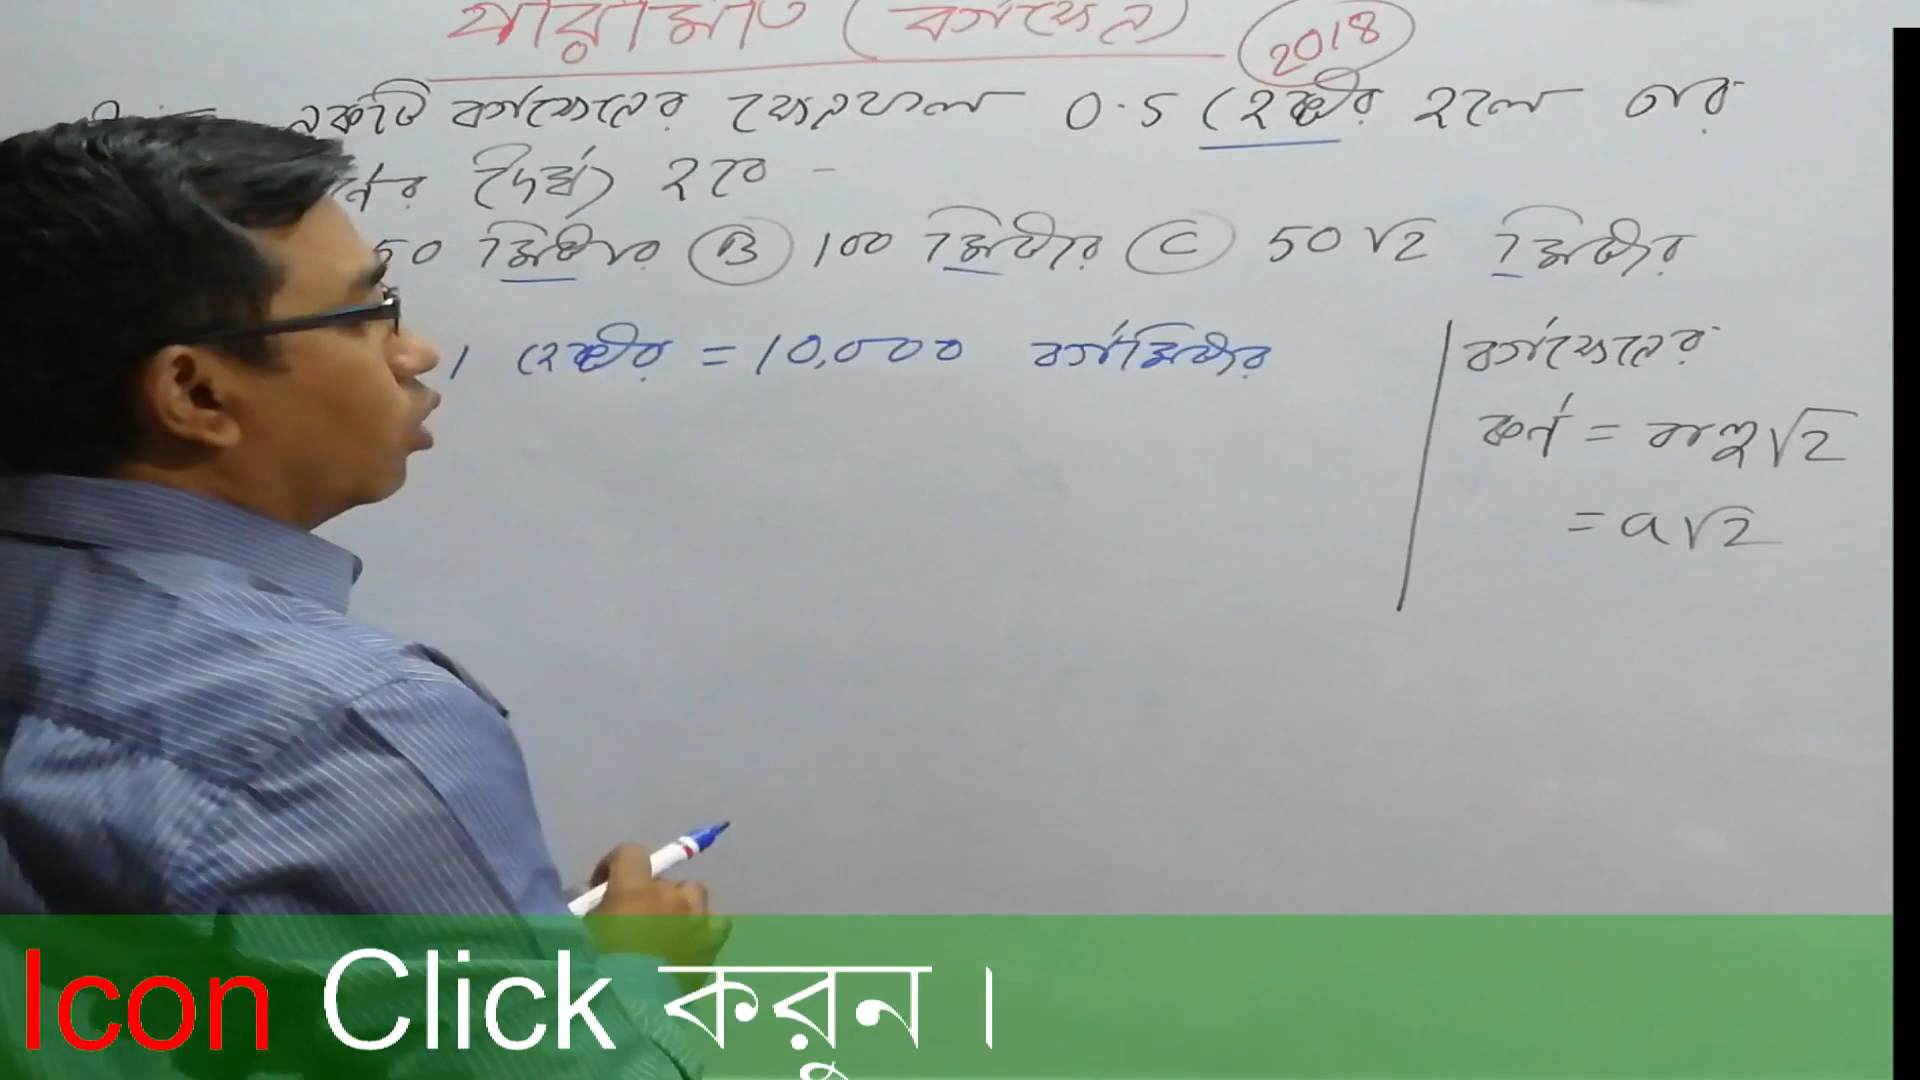 পরিমিতি (বর্গক্ষেত্র) 2018
একটি বর্গক্ষেত্রের ক্ষেত্রফল 0.5 হেক্টর হলে তার
কর্ণের দৈর্ঘ্য হবে -
50 মিটার (B) 100 মিটার (C) 50√2 মিটার
1 হেক্টর = 10,000 বর্গমিটার
বর্গক্ষেত্রের
কর্ণ = বাহু√2
= a√2
Icon Click করুন।